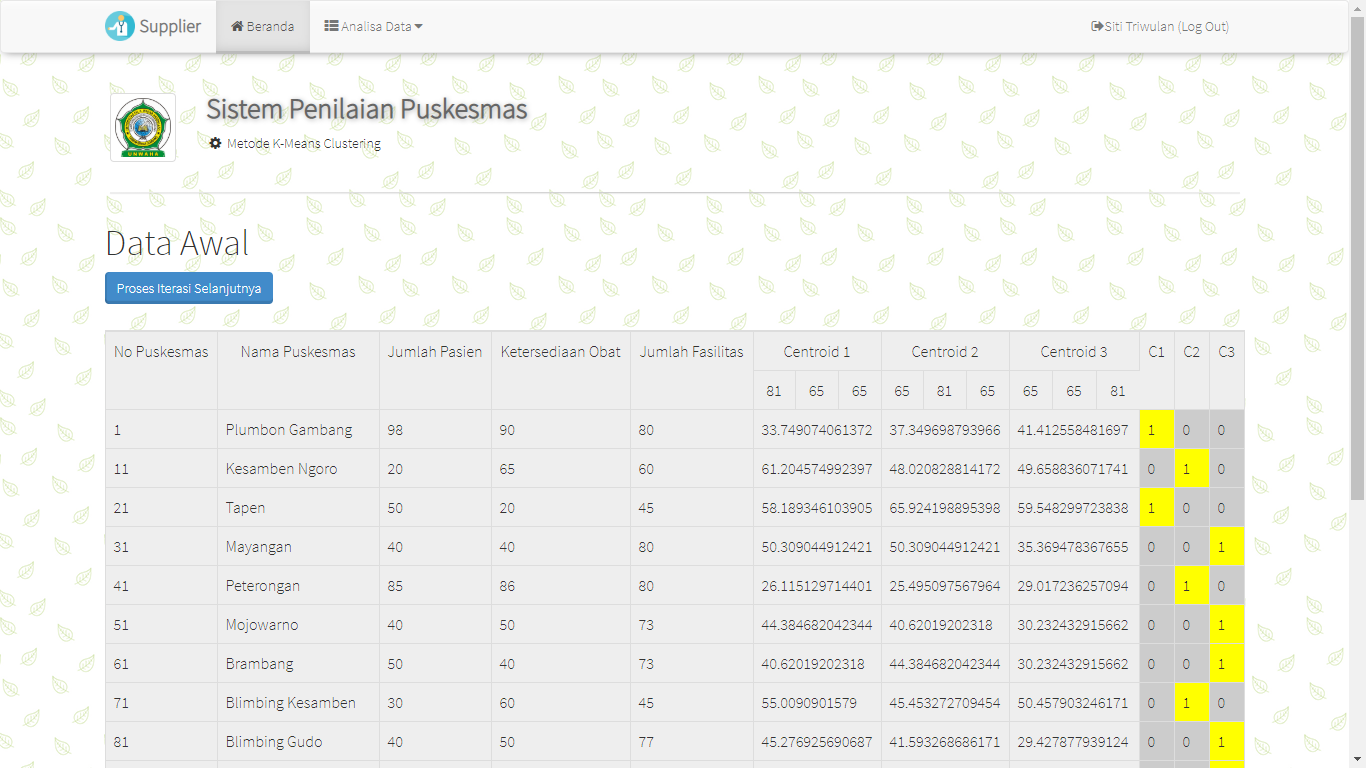 Supplier Beranda Analisa Data Siti Triwulan (Log Out)
Sistem Penilaian Puskesmas
Metode K-Means Clustering
UNWAHA
Data Awal
Proses Iterasi Selanjutnya
No Puskesmas Nama Puskesmas Jumlah Pasien Ketersediaan Obat Jumlah Fasilitas Centroid 1 Centroid 2 Centroid 3 C1 C2 C3
81 65 65 65 81 65 65 65 81
1 Plumbon Gambang 98 90 80 33.749074061372 37.349698793966 41.412558481697 1 0 0
11 Kesamben Ngoro 20 65 60 61.204574992397 48.020828814172 49.658836071741 0 1 0
21 Tapen 50 20 45 58.189346103905 65.924198895398 59.548299723838 1 0 0
31 Mayangan 40 40 80 50.309044912421 50.309044912421 35.369478367655 0 0 1
41 Peterongan 85 86 80 26.115129714401 25.495097567964 29.017236257094 0 1 0
51 Mojowarno 40 50 73 44.384682042344 40.62019202318 30.232432915662 0 0 1
61 Brambang 50 40 73 40.62019202318 44.384682042344 30.232432915662 0 0 1
71 Blimbing Kesamben 30 60 45 55.0090901579 45.453272709454 50.457903246171 0 1 0
81 Blimbing Gudo 40 50 77 45.276925690687 41.593268686171 29.427877939124 0 0 1